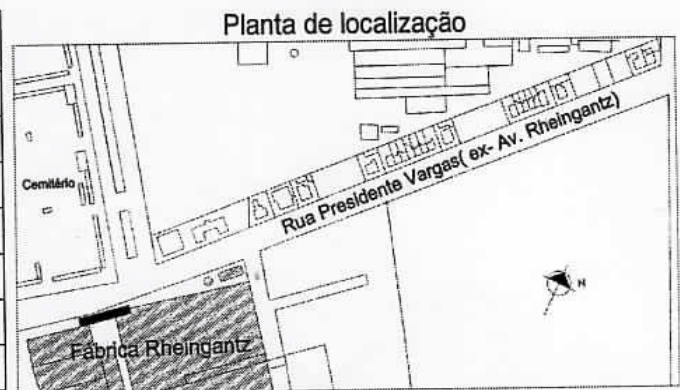 Planta de localização
Cemitério
Rua Presidente Vargas( ex- Av. Rheingantz)
N
Fábrica Rheingantz